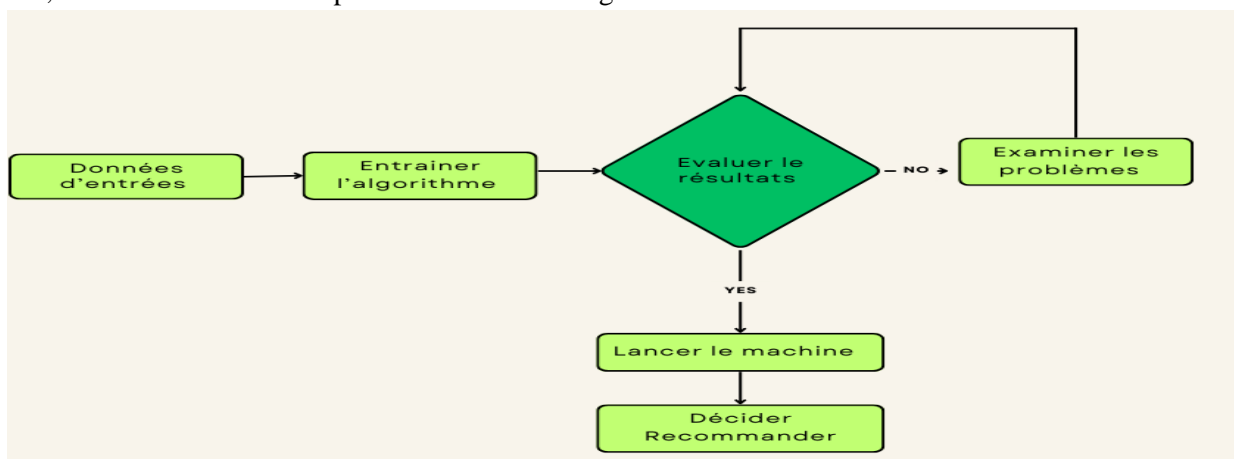 Données
d'entrées
Entrainer
l'algorithme
Evaluer le
résultats
NO
Examiner les
problèmes
YES
Lancer le machine
Décider
Recommander